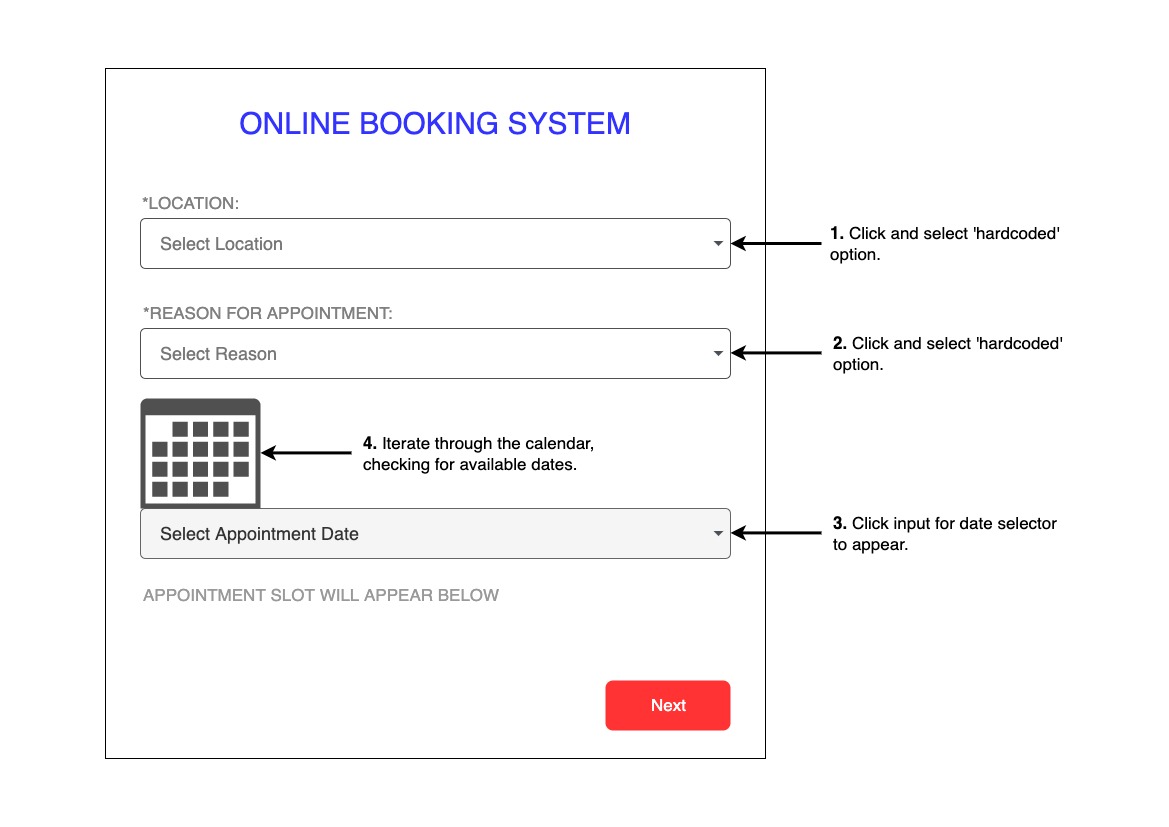 ONLINE BOOKING SYSTEM
*LOCATION:
Select Location
1. Click and select 'hardcoded'
option.
*REASON FOR APPOINTMENT:
Select Reason
2. Click and select 'hardcoded'
option.
4. Iterate through the calendar,
checking for available dates.
Select Appointment Date
3. Click input for date selector
to appear.
APPOINTMENT SLOT WILL APPEAR BELOW
Next